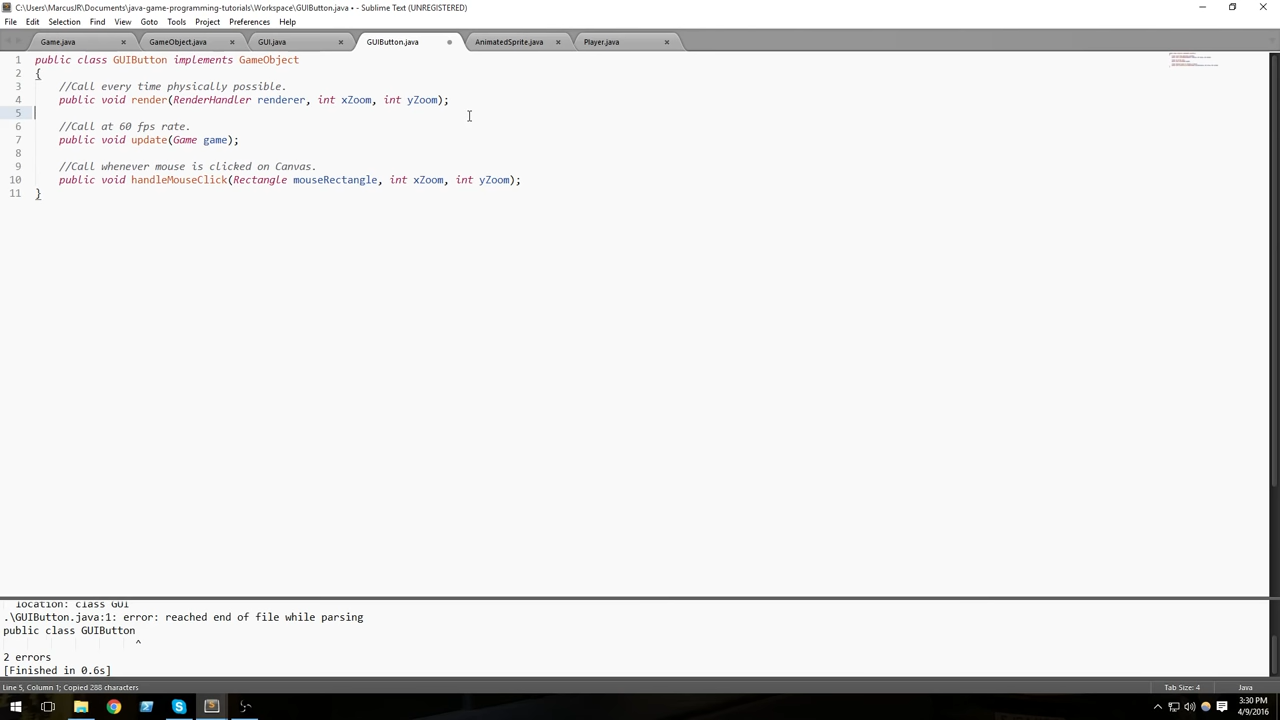 C:\Users\MarcusJR\Documents\java-game-programming-tutorials\Workspace\GUIButton.java • - Sublime Text (UNREGISTERED)
File Edit Selection Find View Goto Tools Project Preferences Help
Game.java GameObject.java GUI.java GUIButton.java AnimatedSprite.java Player.java
1 public class GUIButton implements GameObject
2 {
3 //Call every time physically possible.
4 public void render(RenderHandler renderer, int xZoom, int yZoom);
5
6 //Call at 60 fps rate.
7 public void update(Game game);
8
9 //Call whenever mouse is clicked on Canvas.
10 public void handleMouseClick(Rectangle mouseRectangle, int xZoom, int yZoom);
11 }
location: class GUI
.\GUIButton.java:1: error: reached end of file while parsing
public class GUIButton
^
2 errors
[Finished in 0.6s]
Line 5, Column 1; Copied 288 characters Tab Size: 4 Java
3:30 PM
4/9/2016